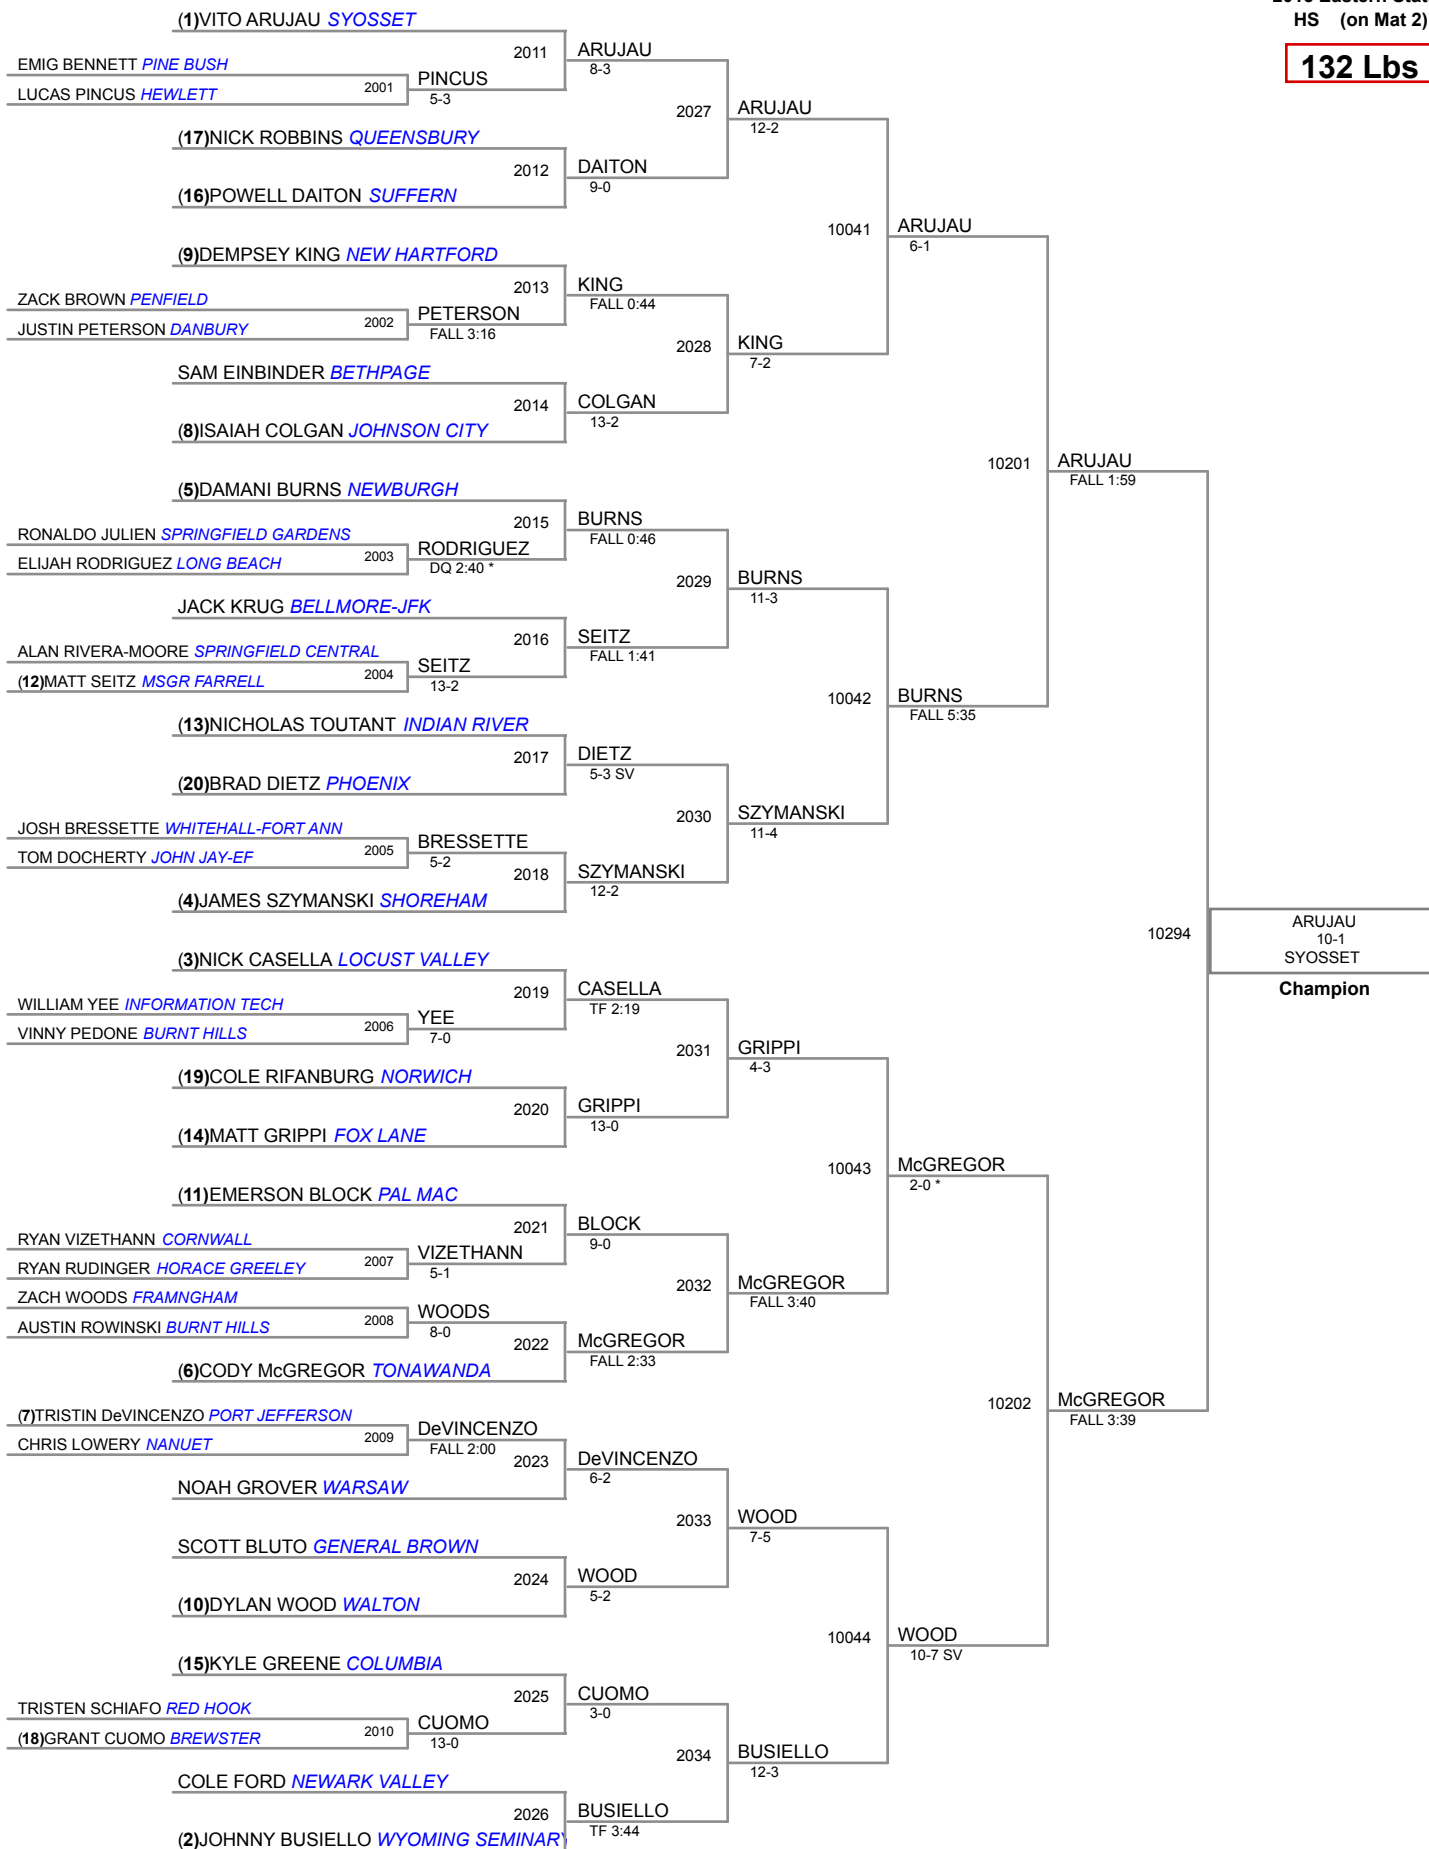 HS (on Mat 2)
132 Lbs
(1)VITO ARUJAU SYOSSET
2011
ARUJAU
8-3
EMIG BENNETT PINE BUSH
2001
PINCUS
5-3
LUCAS PINCUS HEWLETT
2027
ARUJAU
12-2
(17)NICK ROBBINS QUEENSBURY
2012
DAITON
9-0
(16)POWELL DAITON SUFFERN
10041
ARUJAU
6-1
(9)DEMPSEY KING NEW HARTFORD
2013
KING
FALL 0:44
ZACK BROWN PENFIELD
2002
PETERSON
FALL 3:16
JUSTIN PETERSON DANBURY
2028
KING
7-2
SAM EINBINDER BETHPAGE
2014
COLGAN
13-2
(8)ISAIAH COLGAN JOHNSON CITY
10201
ARUJAU
FALL 1:59
(5)DAMANI BURNS NEWBURGH
2015
BURNS
FALL 0:46
RONALDO JULIEN SPRINGFIELD GARDENS
2003
RODRIGUEZ
DQ 2:40 *
ELIJAH RODRIGUEZ LONG BEACH
2029
BURNS
11-3
JACK KRUG BELLMORE-JFK
2016
SEITZ
FALL 1:41
ALAN RIVERA-MOORE SPRINGFIELD CENTRAL
2004
SEITZ
13-2
(12)MATT SEITZ MSGR FARRELL
10042
BURNS
FALL 5:35
(13)NICHOLAS TOUTANT INDIAN RIVER
2017
DIETZ
5-3 SV
(20)BRAD DIETZ PHOENIX
2030
SZYMANSKI
11-4
JOSH BRESSETTE WHITEHALL-FORT ANN
2005
BRESSETTE
5-2
TOM DOCHERTY JOHN JAY-EF
2018
SZYMANSKI
12-2
(4)JAMES SZYMANSKI SHOREHAM
10294
ARUJAU
10-1
SYOSSET
Champion
(3)NICK CASELLA LOCUST VALLEY
2019
CASELLA
TF 2:19
WILLIAM YEE INFORMATION TECH
2006
YEE
7-0
VINNY PEDONE BURNT HILLS
2031
GRIPPI
4-3
(19)COLE RIFANBURG NORWICH
2020
GRIPPI
13-0
(14)MATT GRIPPI FOX LANE
10043
McGREGOR
2-0 *
(11)EMERSON BLOCK PAL MAC
2021
BLOCK
9-0
RYAN VIZETHANN CORNWALL
2007
VIZETHANN
5-1
RYAN RUDINGER HORACE GREELEY
2032
McGREGOR
FALL 3:40
ZACH WOODS FRAMNGHAM
2008
WOODS
8-0
AUSTIN ROWINSKI BURNT HILLS
2022
McGREGOR
FALL 2:33
(6)CODY McGREGOR TONAWANDA
10202
McGREGOR
FALL 3:39
(7)TRISTIN DeVINCENZO PORT JEFFERSON
2009
DeVINCENZO
FALL 2:00
CHRIS LOWERY NANUET
2023
DeVINCENZO
6-2
NOAH GROVER WARSAW
2033
WOOD
7-5
SCOTT BLUTO GENERAL BROWN
2024
WOOD
5-2
(10)DYLAN WOOD WALTON
10044
WOOD
10-7 SV
(15)KYLE GREENE COLUMBIA
2025
CUOMO
3-0
TRISTEN SCHIAFO RED HOOK
2010
CUOMO
13-0
(18)GRANT CUOMO BREWSTER
2034
BUSIELLO
12-3
COLE FORD NEWARK VALLEY
2026
BUSIELLO
TF 3:44
(2)JOHNNY BUSIELLO WYOMING SEMINARY